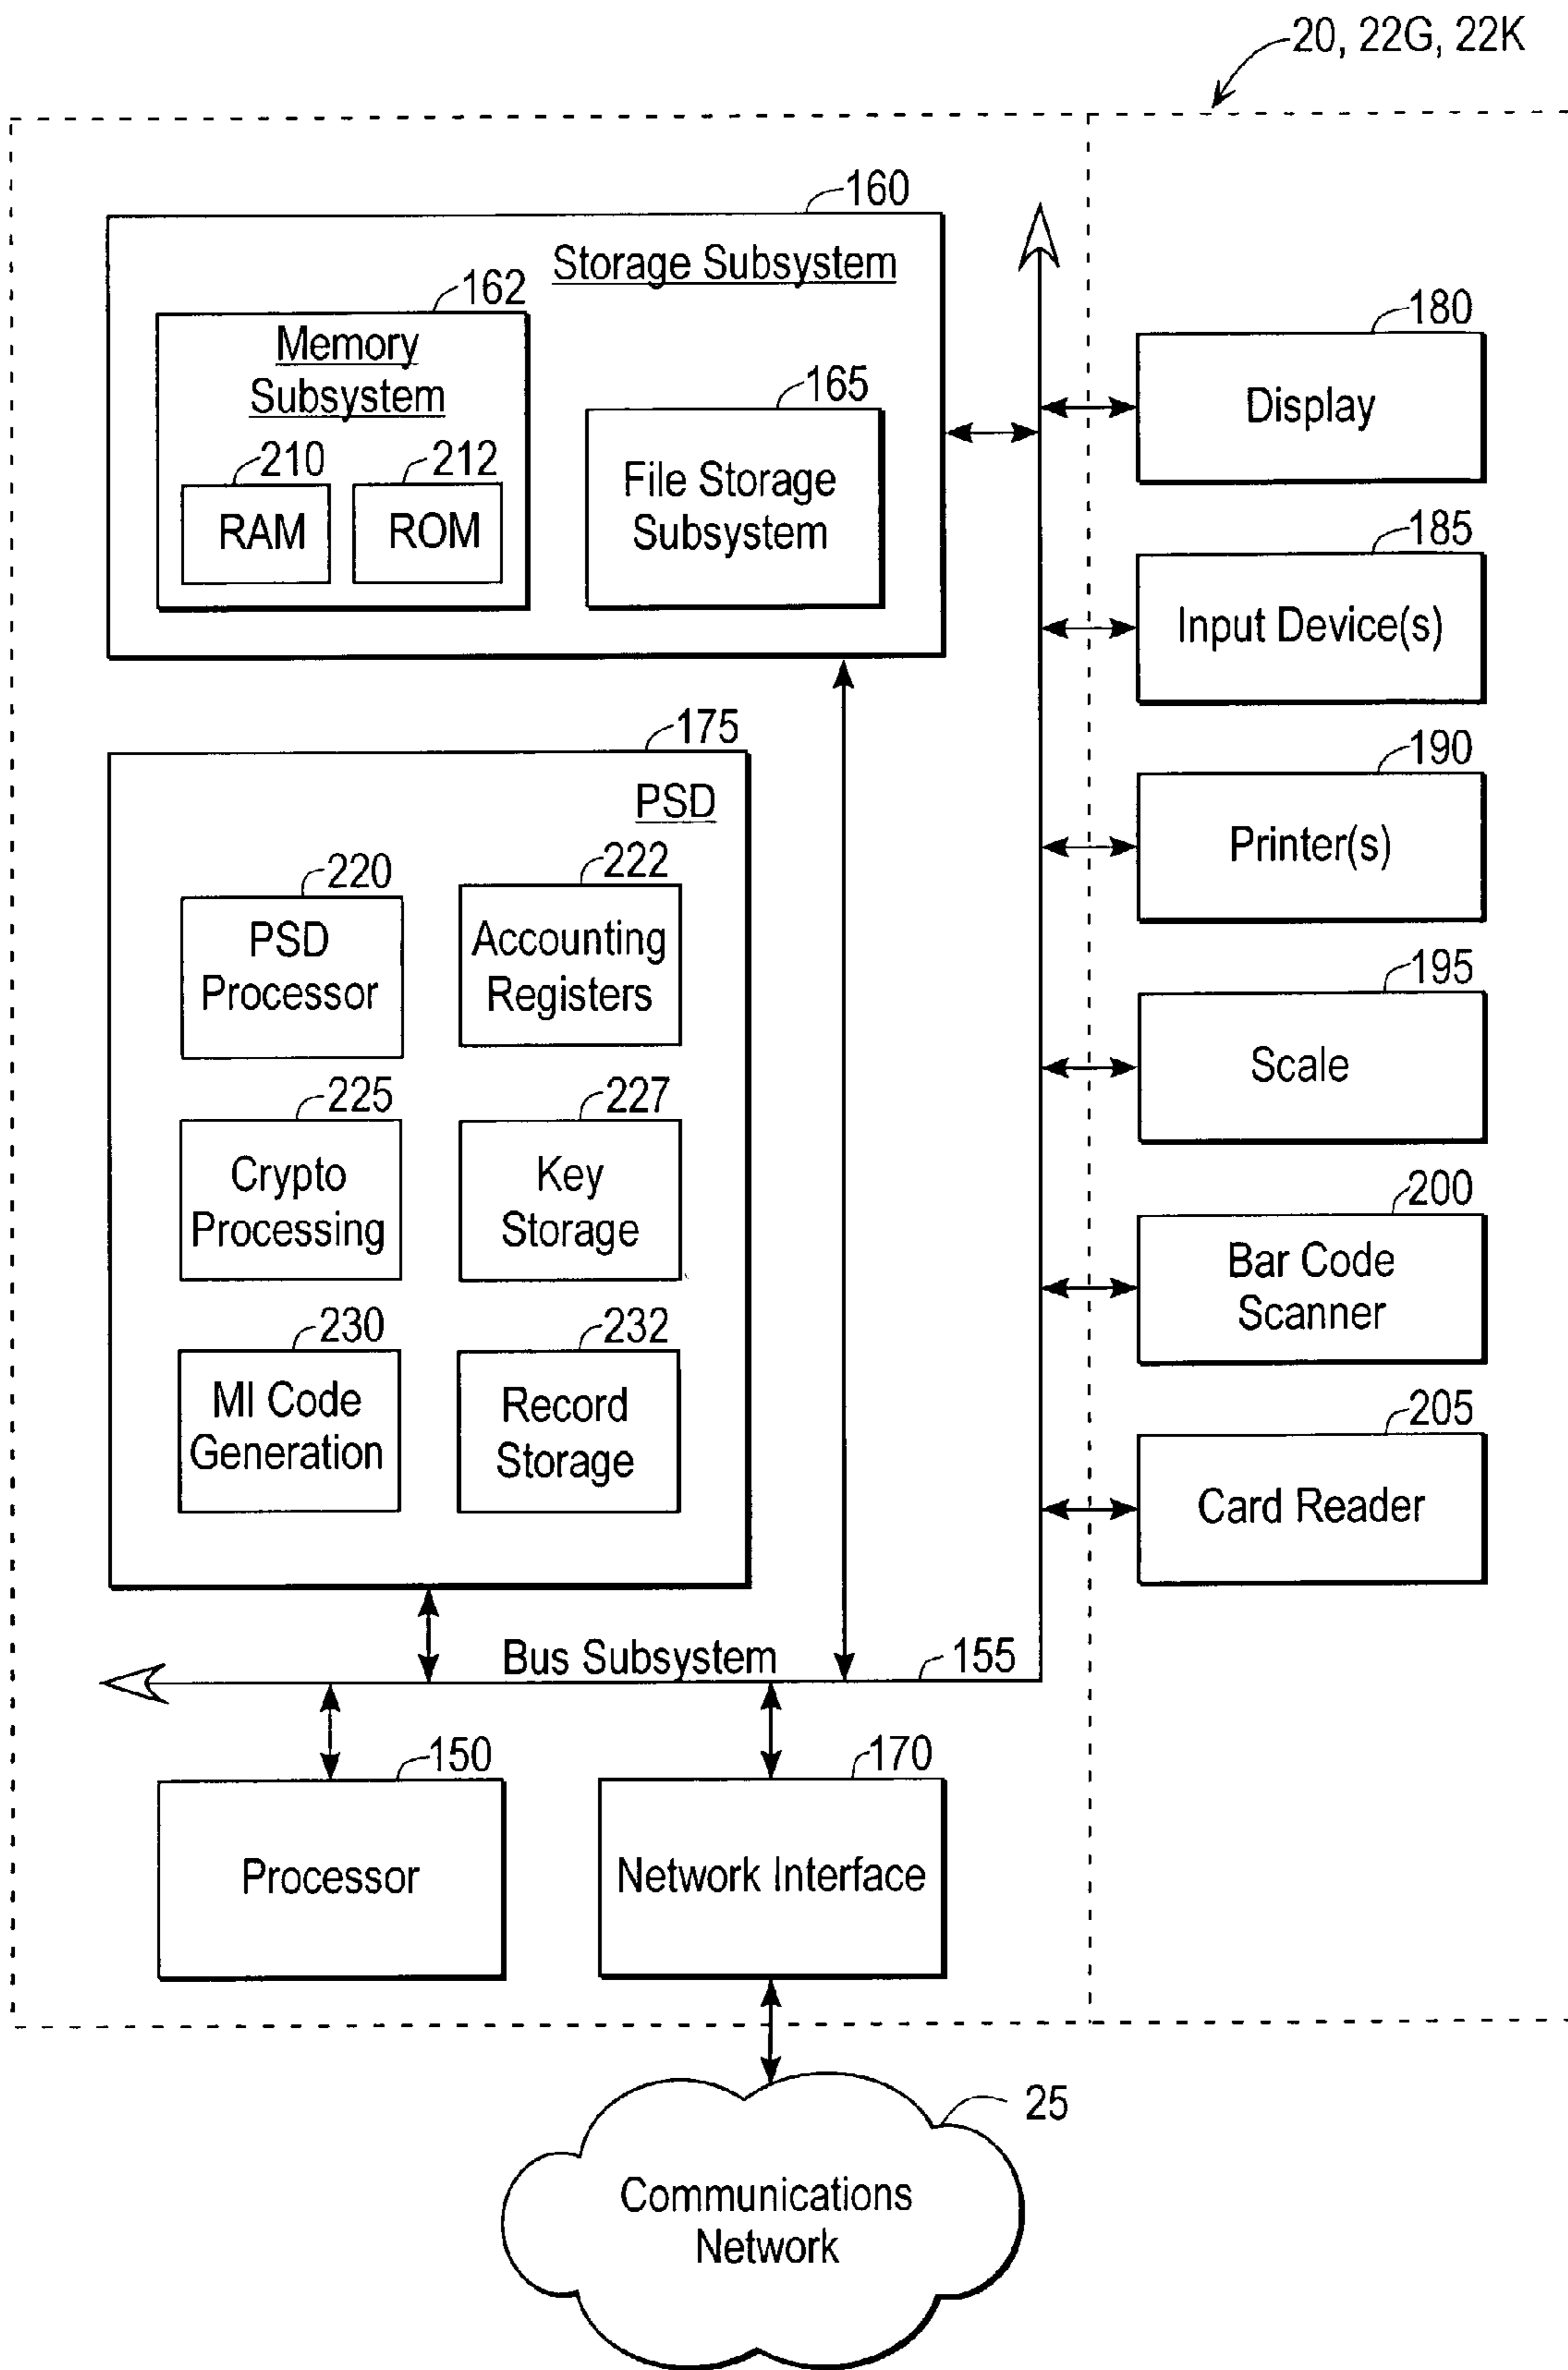 20, 22G, 22K
160
Storage Subsystem
162
Memory
Subsystem
210
RAM
212
ROM
165
File Storage
Subsystem
180
Display
185
Input Device(s)
190
Printer(s)
195
Scale
200
Bar Code
Scanner
205
Card Reader
175
PSD
220
PSD
Processor
222
Accounting
Registers
225
Crypto
Processing
227
Key
Storage
230
MI Code
Generation
232
Record
Storage
Bus Subsystem
155
150
Processor
170
Network Interface
25
Communications
Network